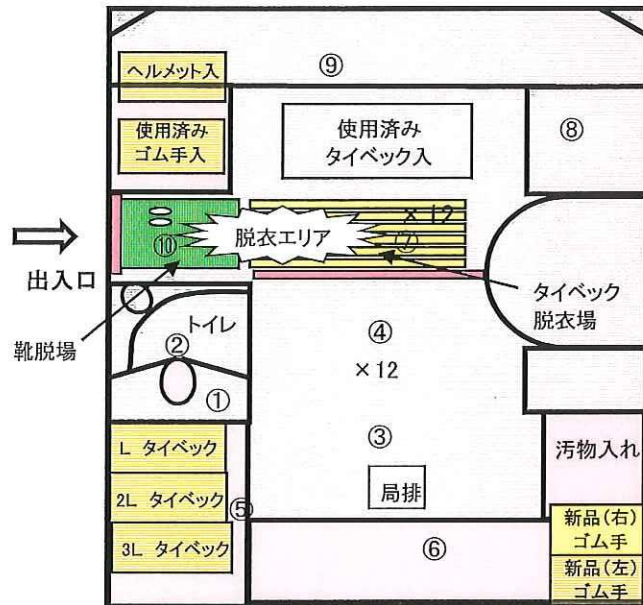 ⑨
ヘルメット入
使用済み
ゴム手入
使用済み
タイベック入
⑧
×12
脱衣エリア
⑩
⑦
出入口
靴脱場
タイベック
脱衣場
トイレ
②
①
④
×12
③
局排
L タイベック
2L タイベック
3L タイベック
⑤
⑥
汚物入れ
新品(右)
ゴム手
新品(左)
ゴム手